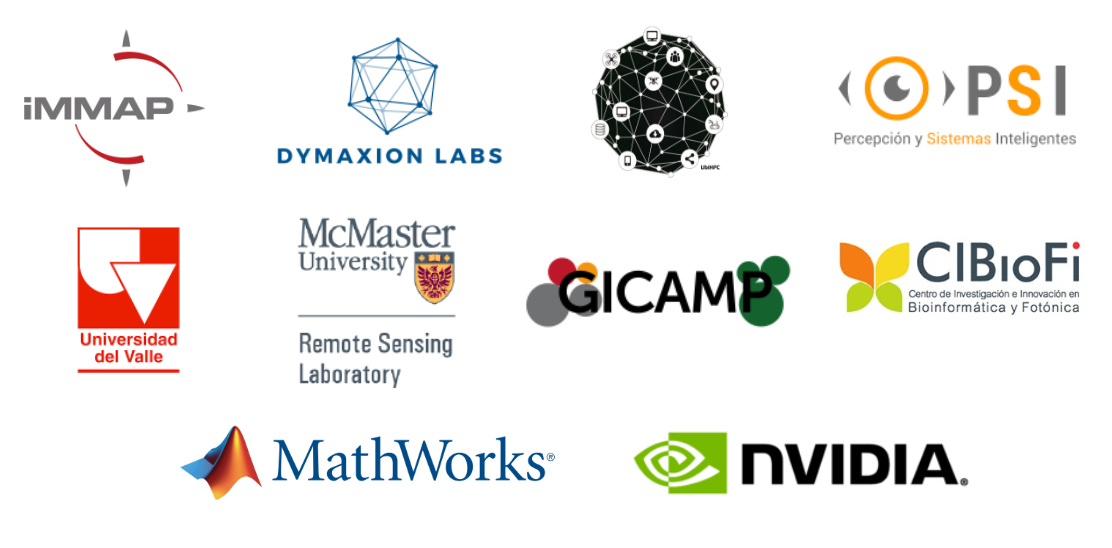 iMMAP
DYMAXION LABS
PSI
Percepción y Sistemas Inteligentes
Universidad
del Valle
McMaster
University
Remote Sensing
Laboratory
GICAMP
CIBioFi
Centro de Investigación e Innovación en
Bioinformática y Fotónica
MathWorks®
nVIDIA®